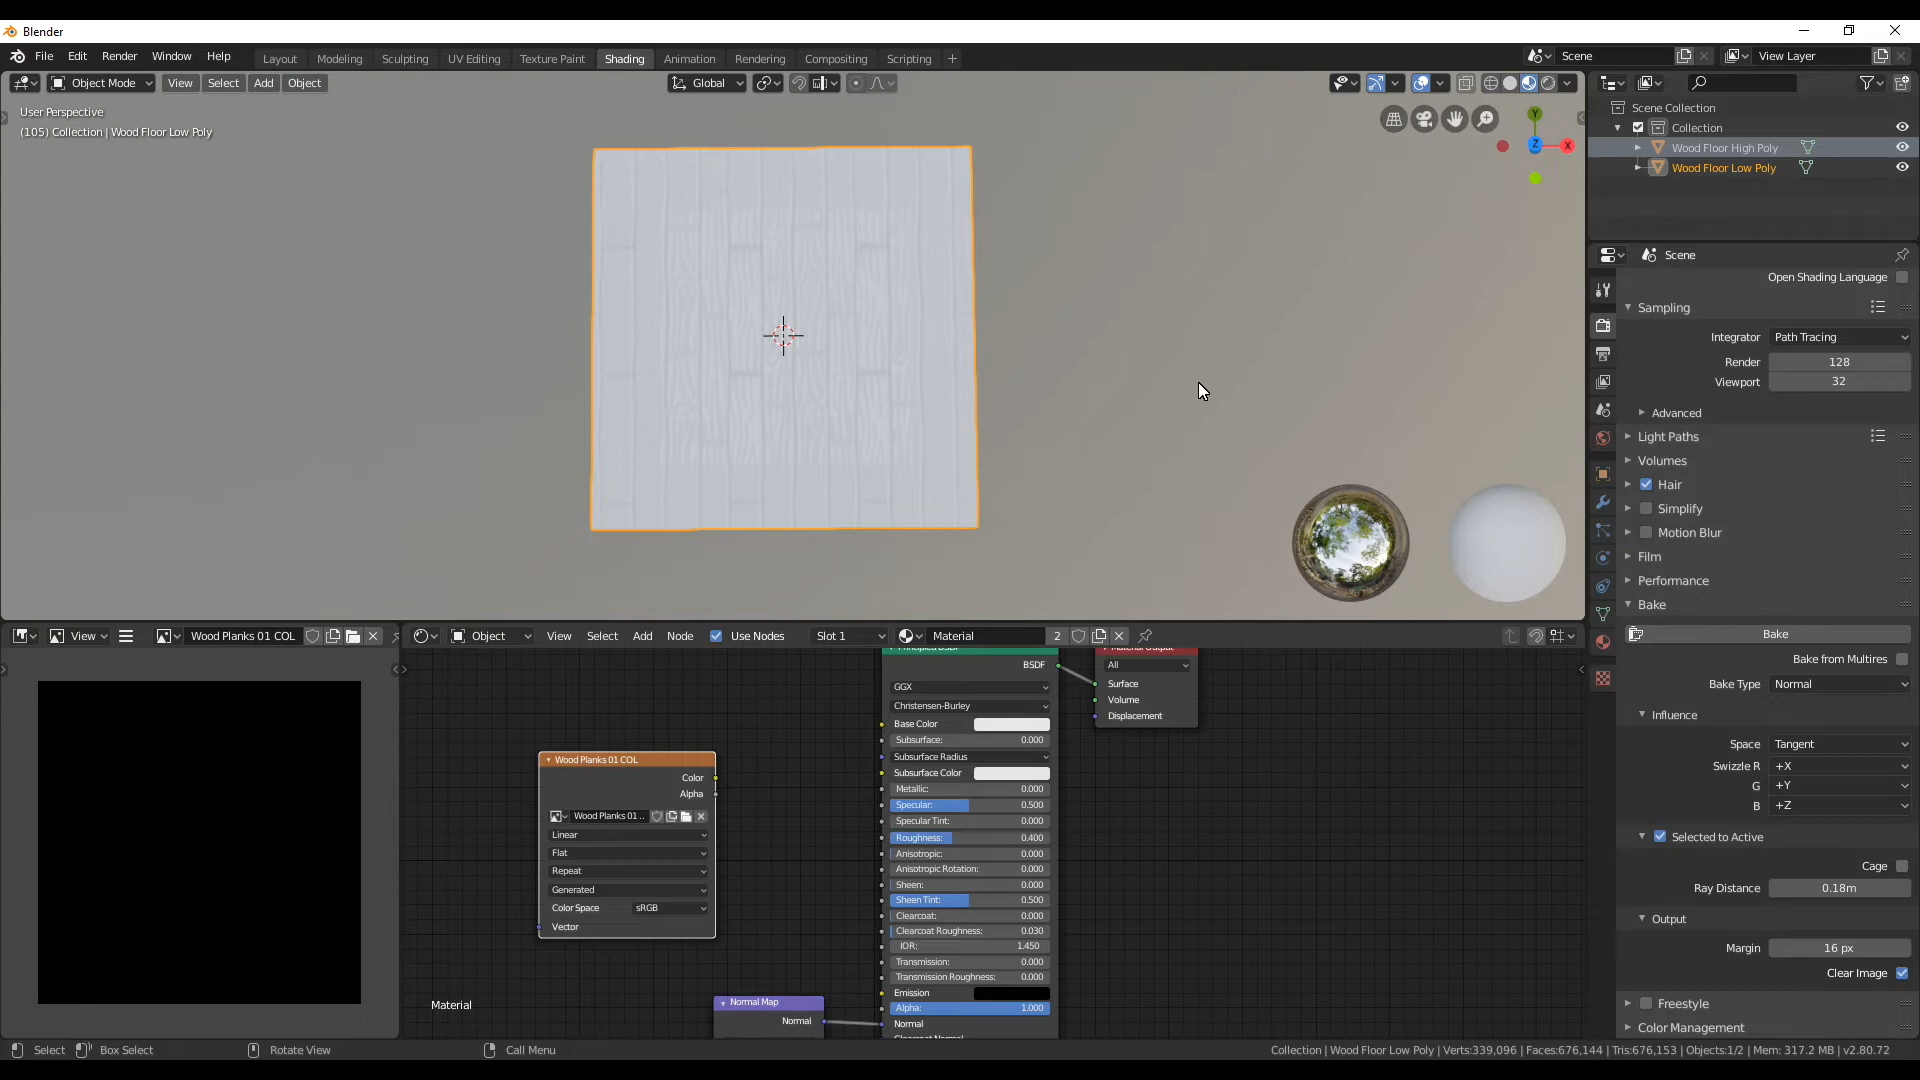 Blender
File Edit Render Window Help Layout Modeling Sculpting UV Editing Texture Paint Shading Animation Rendering Compositing Scripting + Scene View Layer
Object Mode View Select Add Object Global
User Perspective
(105) Collection | Wood Floor Low Poly
Y
Z X
Scene Collection
Collection
Wood Floor High Poly
Wood Floor Low Poly
Scene
Open Shading Language
Sampling
Integrator Path Tracing
Render 128
Viewport 32
Advanced
Light Paths
Volumes
Hair
Simplify
Motion Blur
Film
Performance
Bake
Bake
Bake from Multires
Bake Type Normal
Influence
Space Tangent
Swizzle R +X
G +Y
B +Z
Selected to Active
Cage
Ray Distance 0.18m
Output
Margin 16 px
Clear Image
Freestyle
Color Management
View Wood Planks 01 COL
Object View Select Add Node Use Nodes Slot 1 Material 2
Wood Planks 01 COL
Color
Alpha
Wood Planks 01 ..
Linear
Flat
Repeat
Generated
Color Space sRGB
Vector
Normal Map
Normal
Principled BSDF
BSDF
GGX
Christensen-Burley
Base Color
Subsurface: 0.000
Subsurface Radius
Subsurface Color
Metallic: 0.000
Specular: 0.500
Specular Tint: 0.000
Roughness: 0.400
Anisotropic: 0.000
Anisotropic Rotation: 0.000
Sheen: 0.000
Sheen Tint: 0.500
Clearcoat: 0.000
Clearcoat Roughness: 0.030
IOR: 1.450
Transmission: 0.000
Transmission Roughness: 0.000
Emission
Alpha: 1.000
Normal
Clearcoat Normal
Material Output
All
Surface
Volume
Displacement
Material
Select Box Select Rotate View Call Menu Collection | Wood Floor Low Poly | Verts:339,096 | Faces:676,144 | Tris:676,153 | Objects:1/2 | Mem: 317.2 MB | v2.80.72